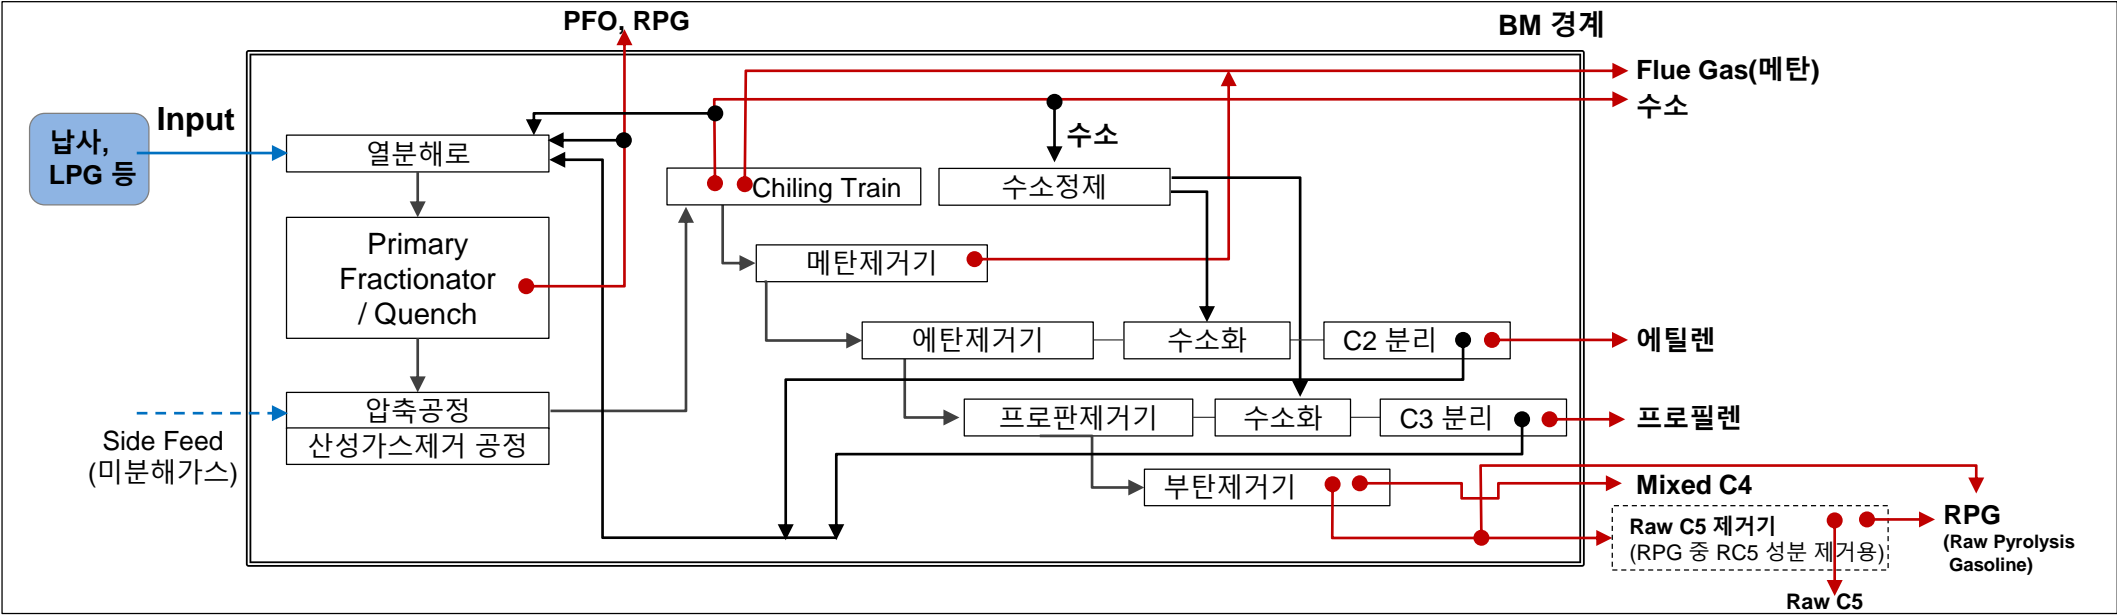 PFO, RPG
BM 경계
Flue Gas(메탄)
수소
Input
납사,
LPG 등
열분해로
수소
Chiling Train
수소정제
Primary
Fractionator
/ Quench
메탄제거기
에탄제거기
수소화
C2 분리
에틸렌
압축공정
산성가스제거 공정
Side Feed
(미분해가스)
프로판제거기
수소화
C3 분리
프로필렌
부탄제거기
Mixed C4
Raw C5 제거기
(RPG 중 RC5 성분 제거용)
RPG
(Raw Pyrolysis
Gasoline)
Raw C5